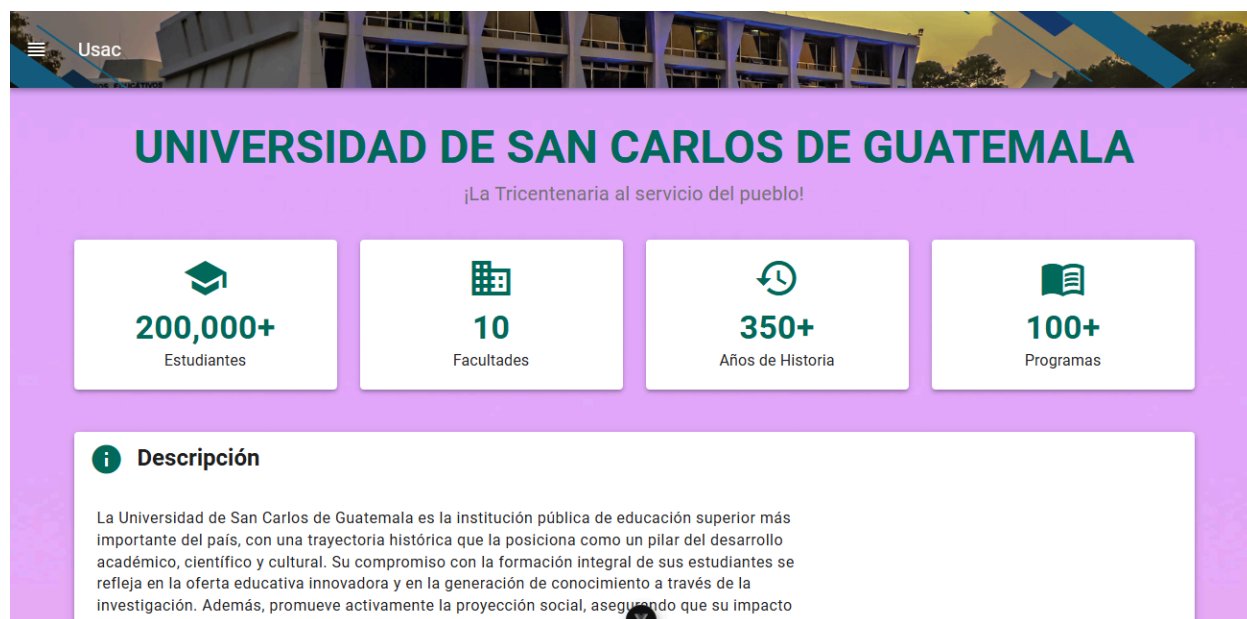 Usac
UNIVERSIDAD DE SAN CARLOS DE GUATEMALA
¡La Tricentenaria al servicio del pueblo!
200,000+
Estudiantes
10
Facultades
350+
Años de Historia
100+
Programas
Descripción
La Universidad de San Carlos de Guatemala es la institución pública de educación superior más
importante del país, con una trayectoria histórica que la posiciona como un pilar del desarrollo
académico, científico y cultural. Su compromiso con la formación integral de sus estudiantes se
refleja en la oferta educativa innovadora y en la generación de conocimiento a través de la
investigación. Además, promueve activamente la proyección social, asegurando que su impacto